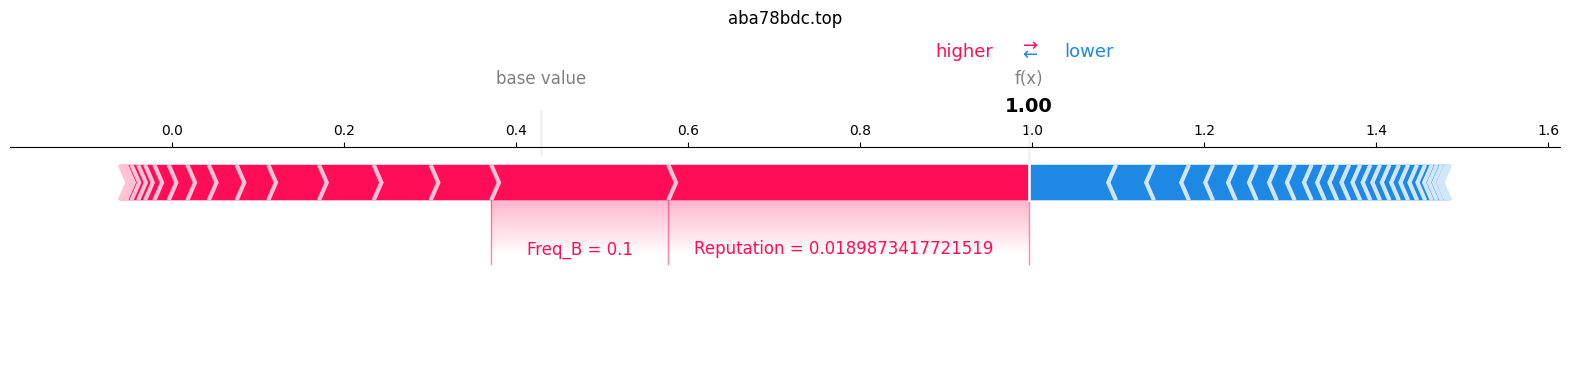 aba78bdc.top
higher ⇄ lower
base value f(x)
1.00
0.0 0.2 0.4 0.6 0.8 1.0 1.2 1.4 1.6
Freq_B = 0.1 Reputation = 0.0189873417721519